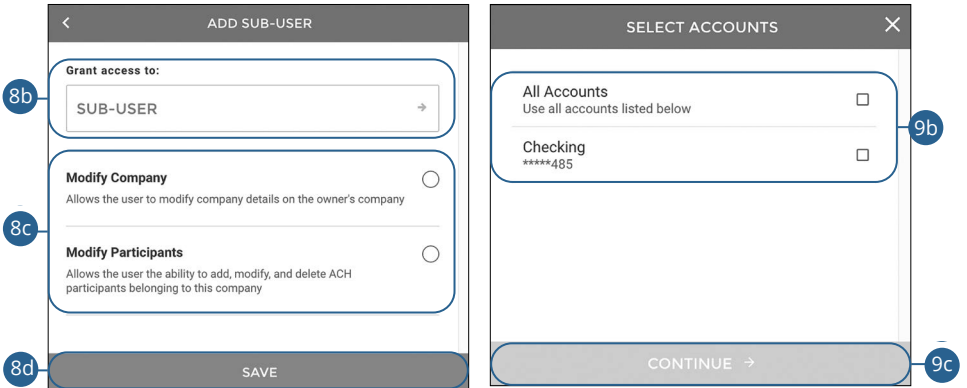 ADD SUB-USER
Grant access to:
8b
SUB-USER
Modify Company
Allows the user to modify company details on the owner's company
8c
Modify Participants
Allows the user the ability to add, modify, and delete ACH
participants belonging to this company
8d
SAVE
SELECT ACCOUNTS
All Accounts
Use all accounts listed below
9b
Checking
*****485
CONTINUE
9c